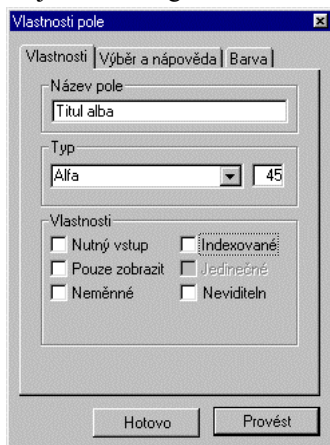 Vlastnosti pole
Vlastnosti Výběr a nápověda Barva
Název pole
Titul alba
Typ
Alfa 45
Vlastnosti
Nutný vstup Indexované
Pouze zobrazit Jedinečné
Neměnné Neviditeln
Hotovo Provést